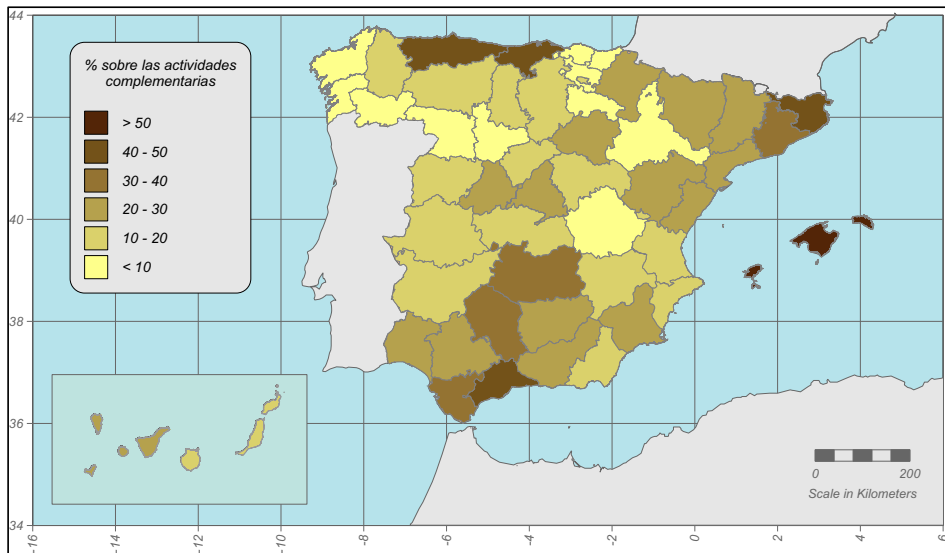 44
42
40
38
36
34
% sobre las actividades
complementarias
> 50
40 - 50
30 - 40
20 - 30
10 - 20
< 10
0 200
Scale in Kilometers
-16 -14 -12 -10 -8 -6 -4 -2 0 2 4 6